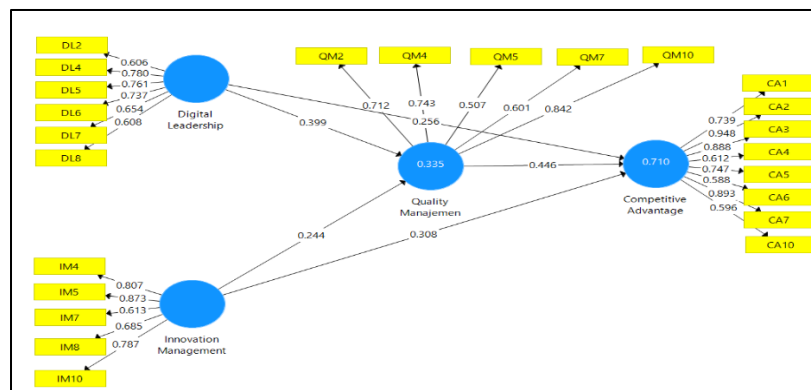 DL2
DL4
DL5
DL6
DL7
DL8
0.606
0.780
0.761
0.737
0.654
0.608
Digital
Leadership
QM2
QM4
QM5
QM7
QM10
0.712
0.743
0.507
0.601
0.842
0.399
0.256
0.335
Quality
Manajemen
0.446
0.244
0.308
0.710
Competitive
Advantage
0.739
0.948
0.888
0.612
0.747
0.588
0.893
0.596
CA1
CA2
CA3
CA4
CA5
CA6
CA7
CA10
IM4
IM5
IM7
IM8
IM10
0.807
0.873
0.613
0.685
0.787
Innovation
Management